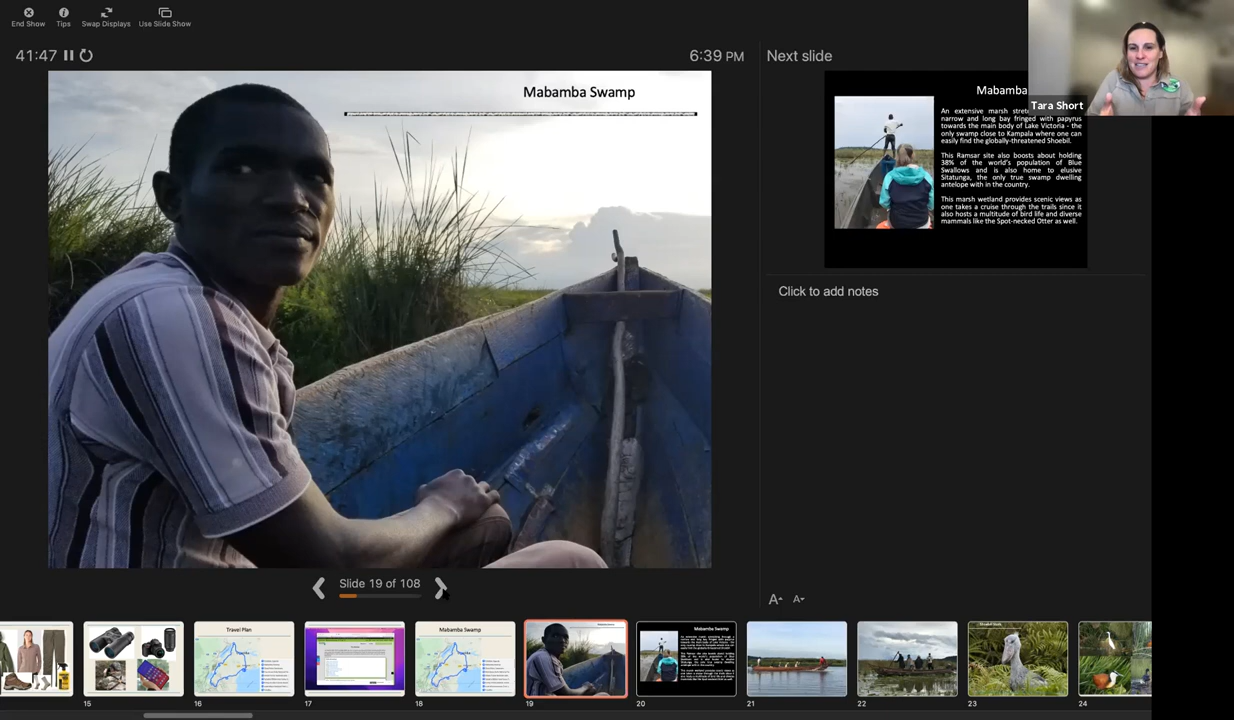 End Show
Tips
Swap Displays
Use Slide Show
41:47
6:39 PM
Next slide
Mabamba Swamp
Mabamba
Tara Short
An extensive marsh
narrow and long bay fringed with papyrus
towards the main body of Lake Victoria - the
only swamp close to Kampala where one can
easily find the globally-threatened Shoebill.
This Ramsar site also boosts about holding
38% of the world's population of Blue
Swallows and is also home to elusive
Sitatunga, the only true swamp dwelling
antelope with in the country.
This marsh wetland provides scenic views as
one takes a cruise through the trails since it
also hosts a multitude of bird life and diverse
mammals like the Spot-necked Otter as well.
Click to add notes
Slide 19 of 108
A
A
Travel Plan
Mabamba Swamp
Mabamba Swamp
15
16
17
18
19
20
21
22
23
24